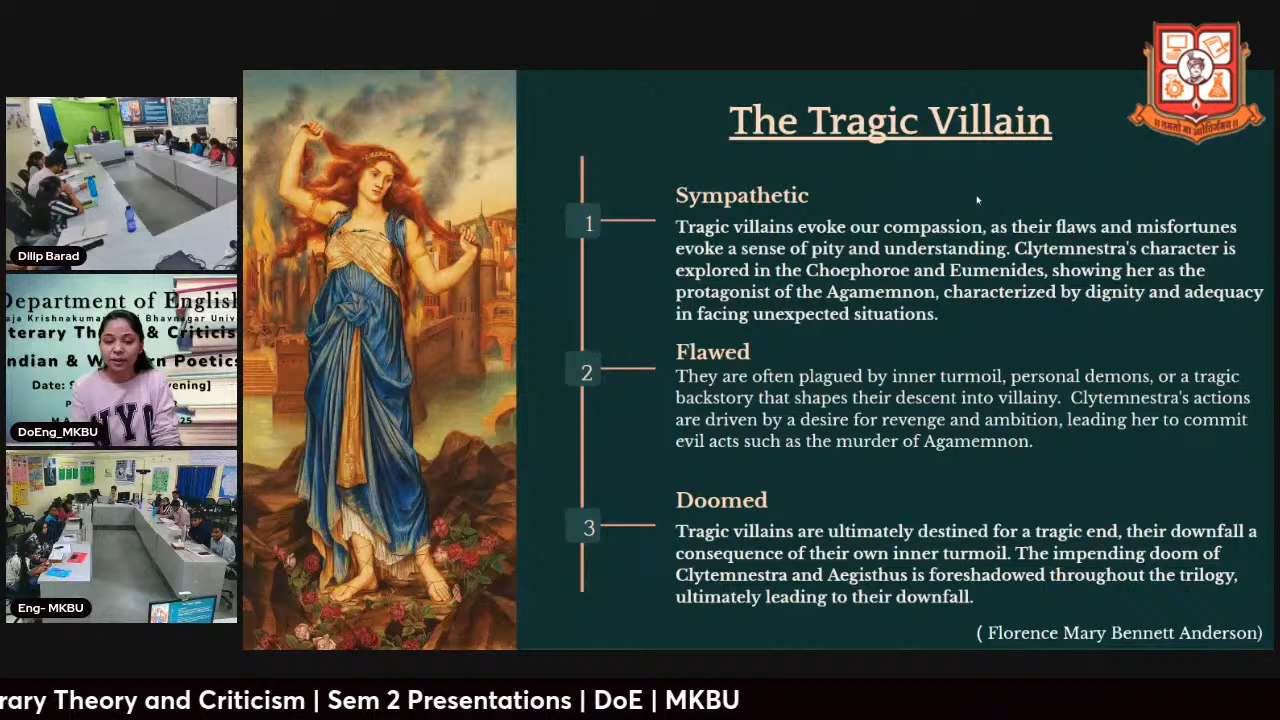 The Tragic Villain
1
Sympathetic
Tragic villains evoke our compassion, as their flaws and misfortunes
evoke a sense of pity and understanding. Clytemnestra's character is
explored in the Choephoroe and Eumenides, showing her as the
protagonist of the Agamemnon, characterized by dignity and adequacy
in facing unexpected situations.
2
Flawed
They are often plagued by inner turmoil, personal demons, or a tragic
backstory that shapes their descent into villainy. Clytemnestra's actions
are driven by a desire for revenge and ambition, leading her to commit
evil acts such as the murder of Agamemnon.
3
Doomed
Tragic villains are ultimately destined for a tragic end, their downfall a
consequence of their own inner turmoil. The impending doom of
Clytemnestra and Aegisthus is foreshadowed throughout the trilogy,
ultimately leading to their downfall.
( Florence Mary Bennett Anderson)
Dilip Barad
Department of English
Bhavnagar Univ
terary Th & Criticis
ndian & W rn Poetics
Date: ening]
25
NYC
DoEng_MKBU
Eng- MKBU
rary Theory and Criticism | Sem 2 Presentations | DoE | MKBU